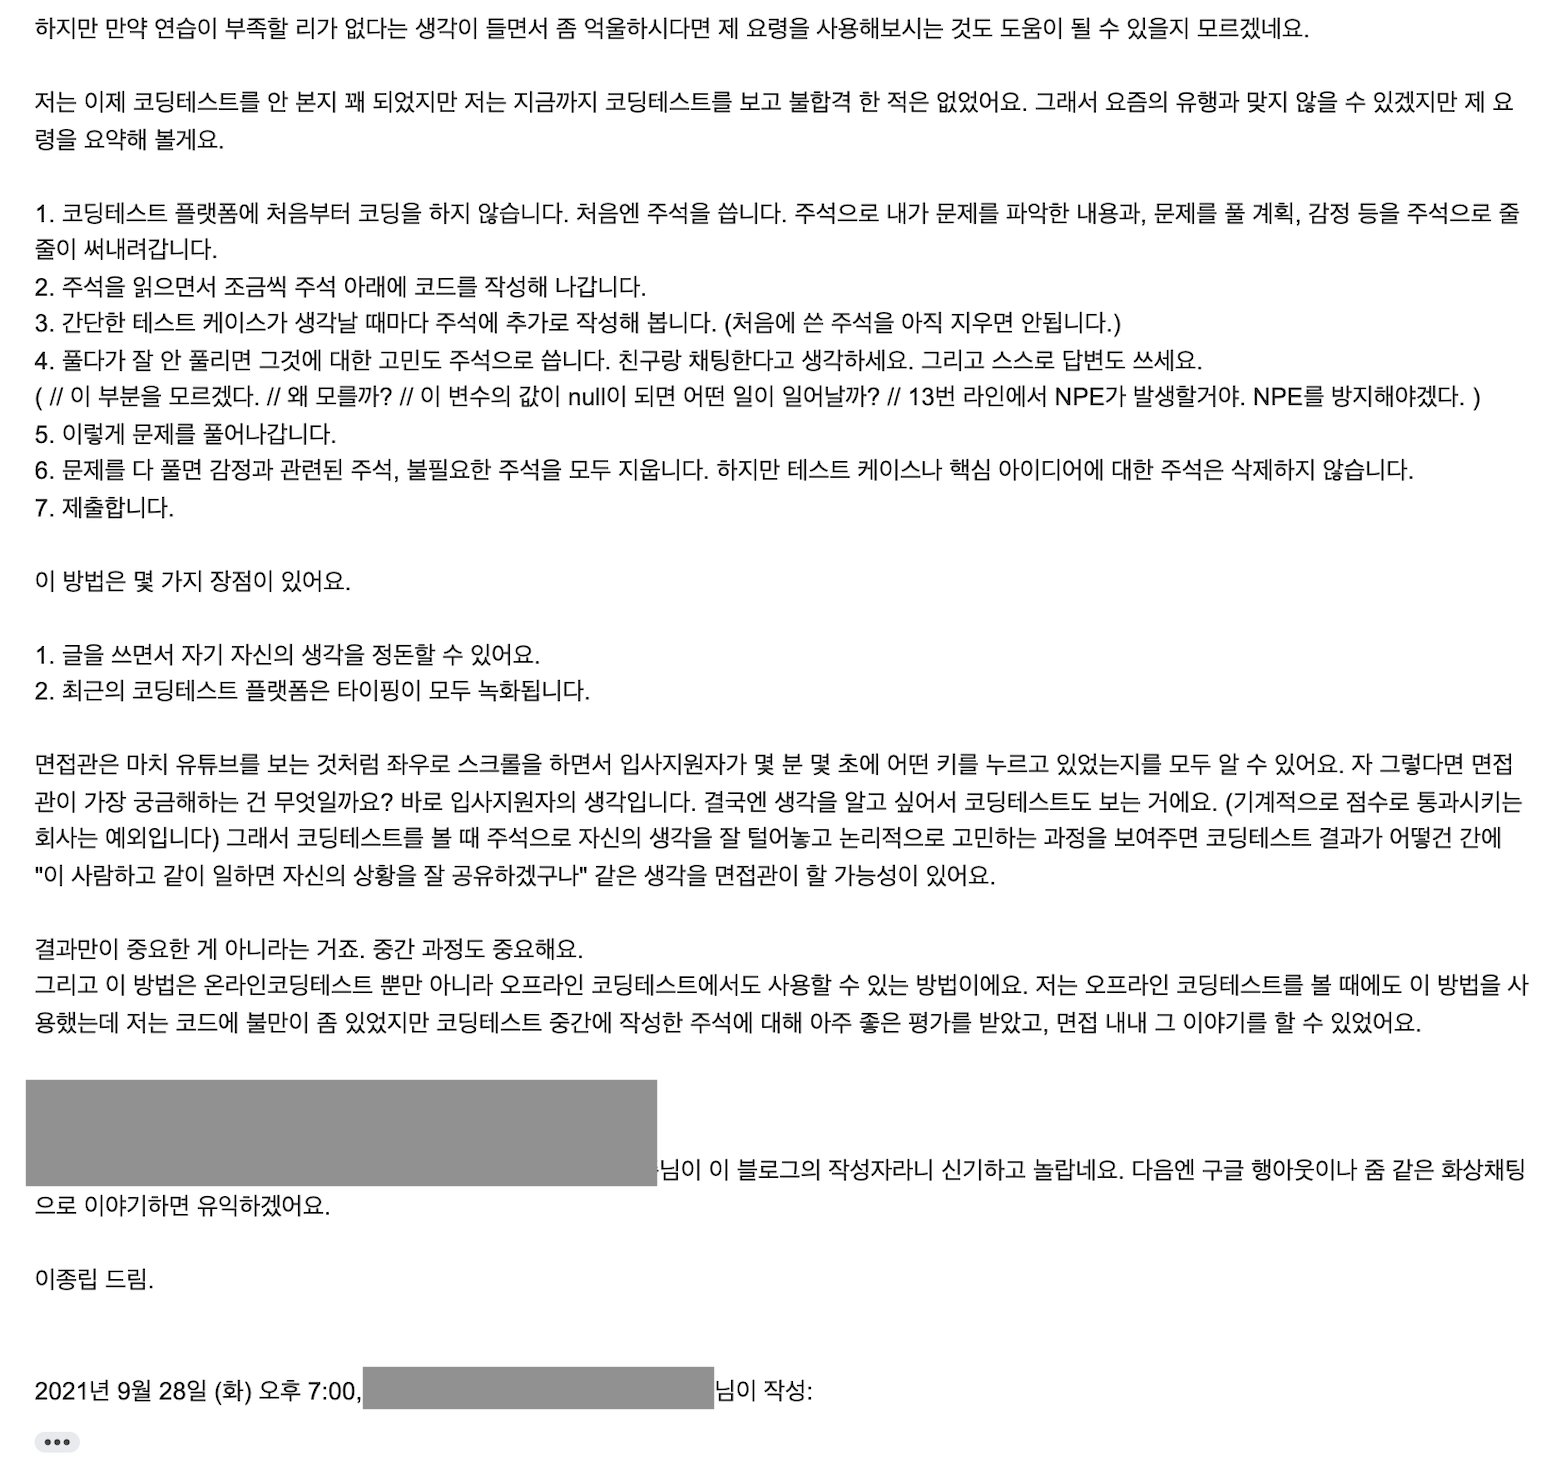 하지만 만약 연습이 부족할 리가 없다는 생각이 들면서 좀 억울하시다면 제 요령을 사용해보시는 것도 도움이 될 수 있을지 모르겠네요.
저는 이제 코딩테스트를 안 본지 꽤 되었지만 저는 지금까지 코딩테스트를 보고 불합격 한 적은 없었어요. 그래서 요즘의 유행과 맞지 않을 수 있겠지만 제 요
령을 요약해 볼게요.
1. 코딩테스트 플랫폼에 처음부터 코딩을 하지 않습니다. 처음엔 주석을 씁니다. 주석으로 내가 문제를 파악한 내용과, 문제를 풀 계획, 감정 등을 주석으로 줄
줄이 써내려갑니다.
2. 주석을 읽으면서 조금씩 주석 아래에 코드를 작성해 나갑니다.
3. 간단한 테스트 케이스가 생각날 때마다 주석에 추가로 작성해 봅니다. (처음에 쓴 주석을 아직 지우면 안됩니다.)
4. 풀다가 잘 안 풀리면 그것에 대한 고민도 주석으로 씁니다. 친구랑 채팅한다고 생각하세요. 그리고 스스로 답변도 쓰세요.
( // 이 부분을 모르겠다. // 왜 모를까? // 이 변수의 값이 null이 되면 어떤 일이 일어날까? // 13번 라인에서 NPE가 발생할거야. NPE를 방지해야겠다. )
5. 이렇게 문제를 풀어나갑니다.
6. 문제를 다 풀면 감정과 관련된 주석, 불필요한 주석을 모두 지웁니다. 하지만 테스트 케이스나 핵심 아이디어에 대한 주석은 삭제하지 않습니다.
7. 제출합니다.
이 방법은 몇 가지 장점이 있어요.
1. 글을 쓰면서 자기 자신의 생각을 정돈할 수 있어요.
2. 최근의 코딩테스트 플랫폼은 타이핑이 모두 녹화됩니다.
면접관은 마치 유튜브를 보는 것처럼 좌우로 스크롤을 하면서 입사지원자가 몇 분 몇 초에 어떤 키를 누르고 있었는지를 모두 알 수 있어요. 자 그렇다면 면접
관이 가장 궁금해하는 건 무엇일까요? 바로 입사지원자의 생각입니다. 결국엔 생각을 알고 싶어서 코딩테스트도 보는 거에요. (기계적으로 점수로 통과시키는
회사는 예외입니다) 그래서 코딩테스트를 볼 때 주석으로 자신의 생각을 잘 털어놓고 논리적으로 고민하는 과정을 보여주면 코딩테스트 결과가 어떻건 간에
"이 사람하고 같이 일하면 자신의 상황을 잘 공유하겠구나" 같은 생각을 면접관이 할 가능성이 있어요.
결과만이 중요한 게 아니라는 거죠. 중간 과정도 중요해요.
그리고 이 방법은 온라인코딩테스트 뿐만 아니라 오프라인 코딩테스트에서도 사용할 수 있는 방법이에요. 저는 오프라인 코딩테스트를 볼 때에도 이 방법을 사
용했는데 저는 코드에 불만이 좀 있었지만 코딩테스트 중간에 작성한 주석에 대해 아주 좋은 평가를 받았고, 면접 내내 그 이야기를 할 수 있었어요.
님이 이 블로그의 작성자라니 신기하고 놀랍네요. 다음엔 구글 행아웃이나 줌 같은 화상채팅
으로 이야기하면 유익하겠어요.
이종립 드림.
2021년 9월 28일 (화) 오후 7:00, 님이 작성: